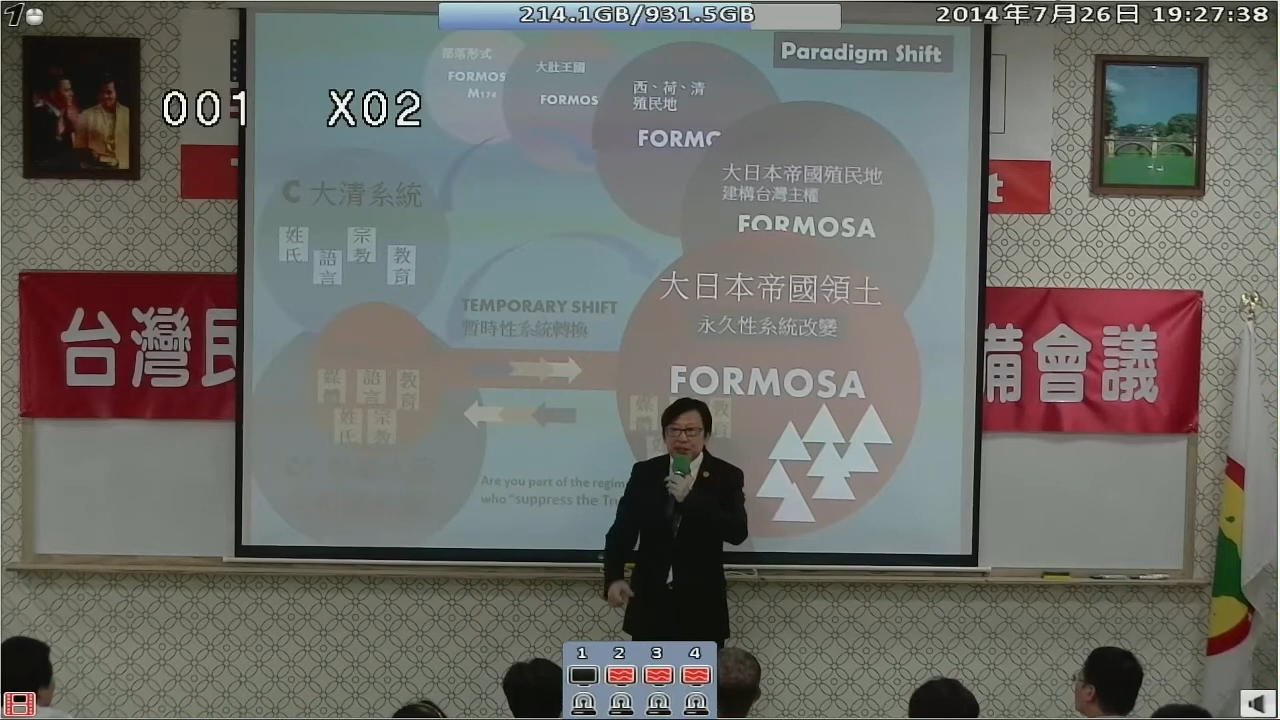 214.1GB/931.5GB
2014年7月26日 19:27:38
001 X02
Paradigm Shift
部落形式
FORMOS
M174
大肚王國
FORMOS
西、荷、清
殖民地
FORMO
大日本帝國殖民地
建構台灣主權
FORMOSA
C 大清系統
姓氏
語言
宗教
教育
大日本帝國領土
永久性系統改變
FORMOSA
TEMPORARY SHIFT
暫時性系統轉換
媒體
語言
教育
姓氏
宗教
媒體
教育
Are you part of the regim
who "suppress the Tru
台灣民
備會議
t
1 2 3 4